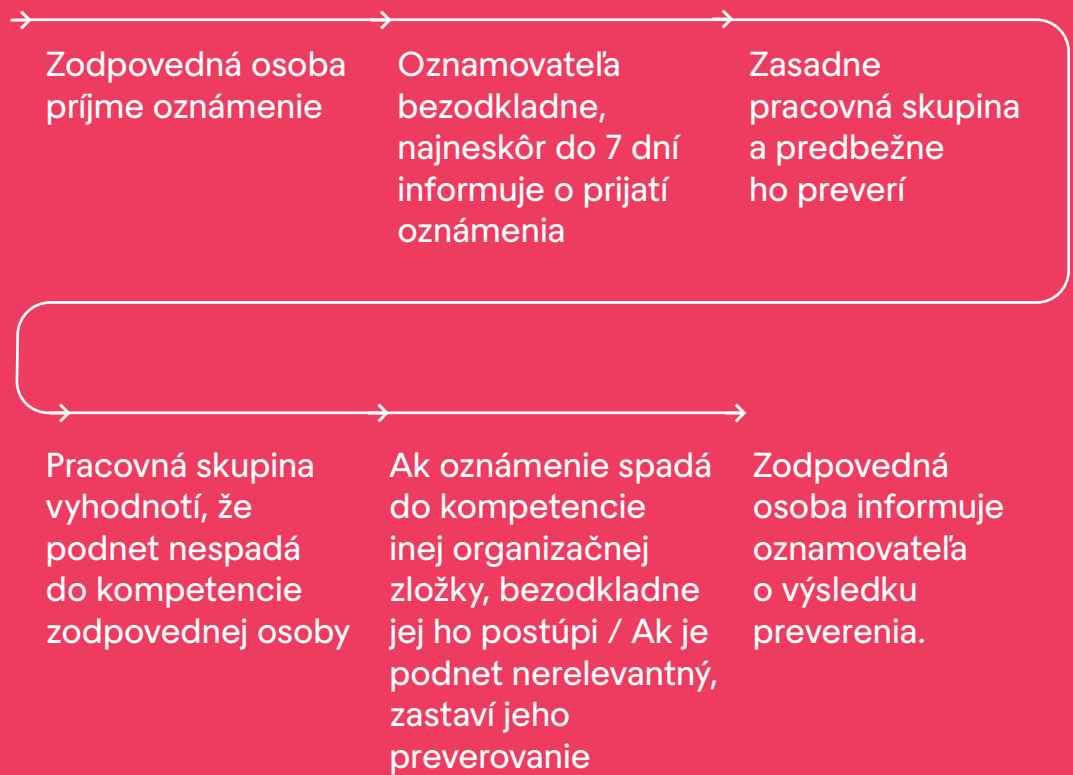 Zodpovedná osoba
príjme oznámenie
Oznamovateľa
bezodkladne,
najneskôr do 7 dní
informuje o prijatí
oznámenia
Zasadne
pracovná skupina
a predbežne
ho preverí
Pracovná skupina
vyhodnotí, že
podnet nespadá
do kompetencie
zodpovednej osoby
Ak oznámenie spadá
do kompetencie
inej organizačnej
zložky, bezodkladne
jej ho postúpi / Ak je
podnet nerelevantný,
zastaví jeho
preverovanie
Zodpovedná
osoba informuje
oznamovateľa
o výsledku
preverenia.